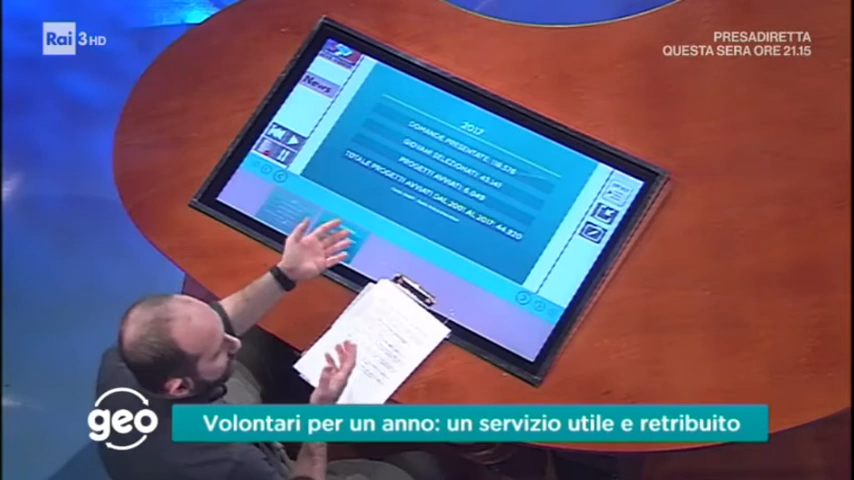 Rai 3HD
PRESADIRETTA
QUESTA SERA ORE 21.15
News
2017
DOMANDE PRESENTATE: 118.576
GIOVANI SELEZIONATI: 43.141
PROGETTI AVVIATI: 6.049
TOTALE PROGETTI AVVIATI DAL 2001 AL 2017: 44.820
geo
Volontari per un anno: un servizio utile e retribuito